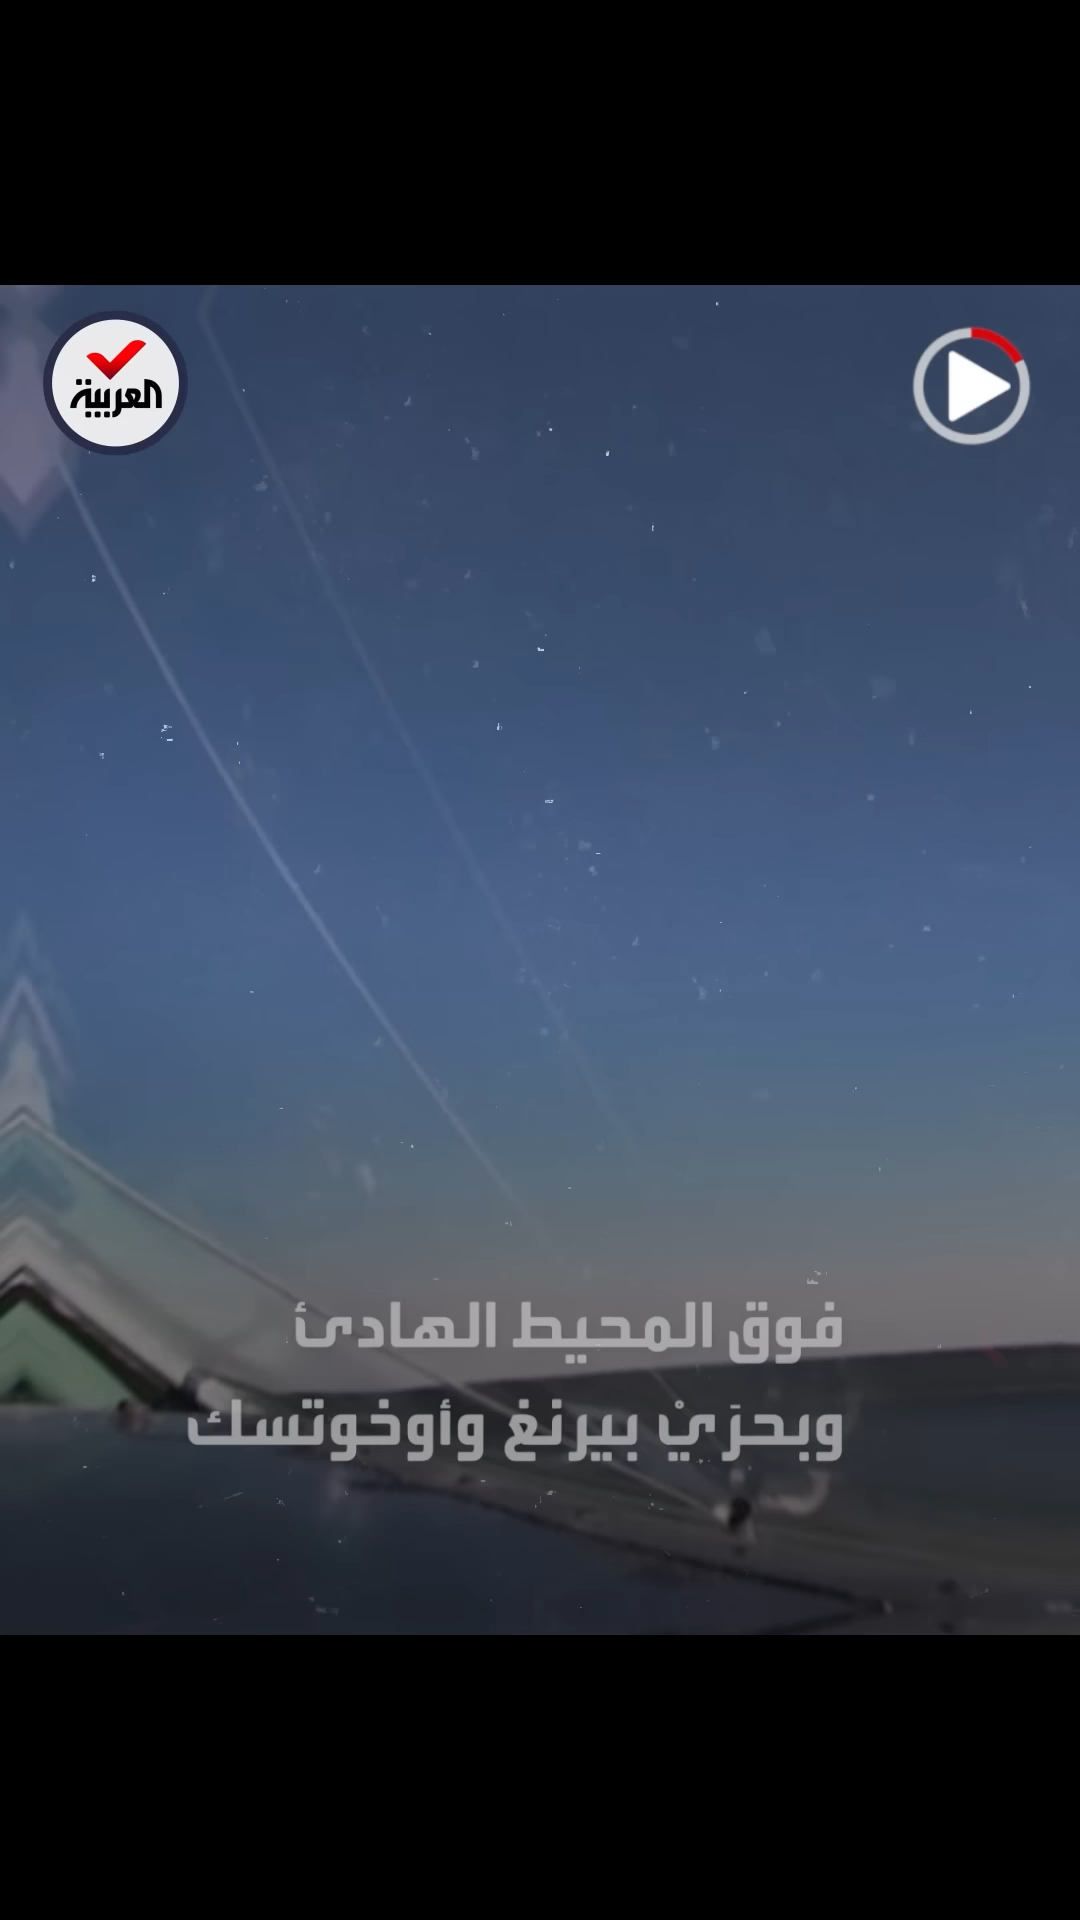 العربية
فوق المحيط الهادئ
وبحرَيْ بيرنغ وأوخوتسك